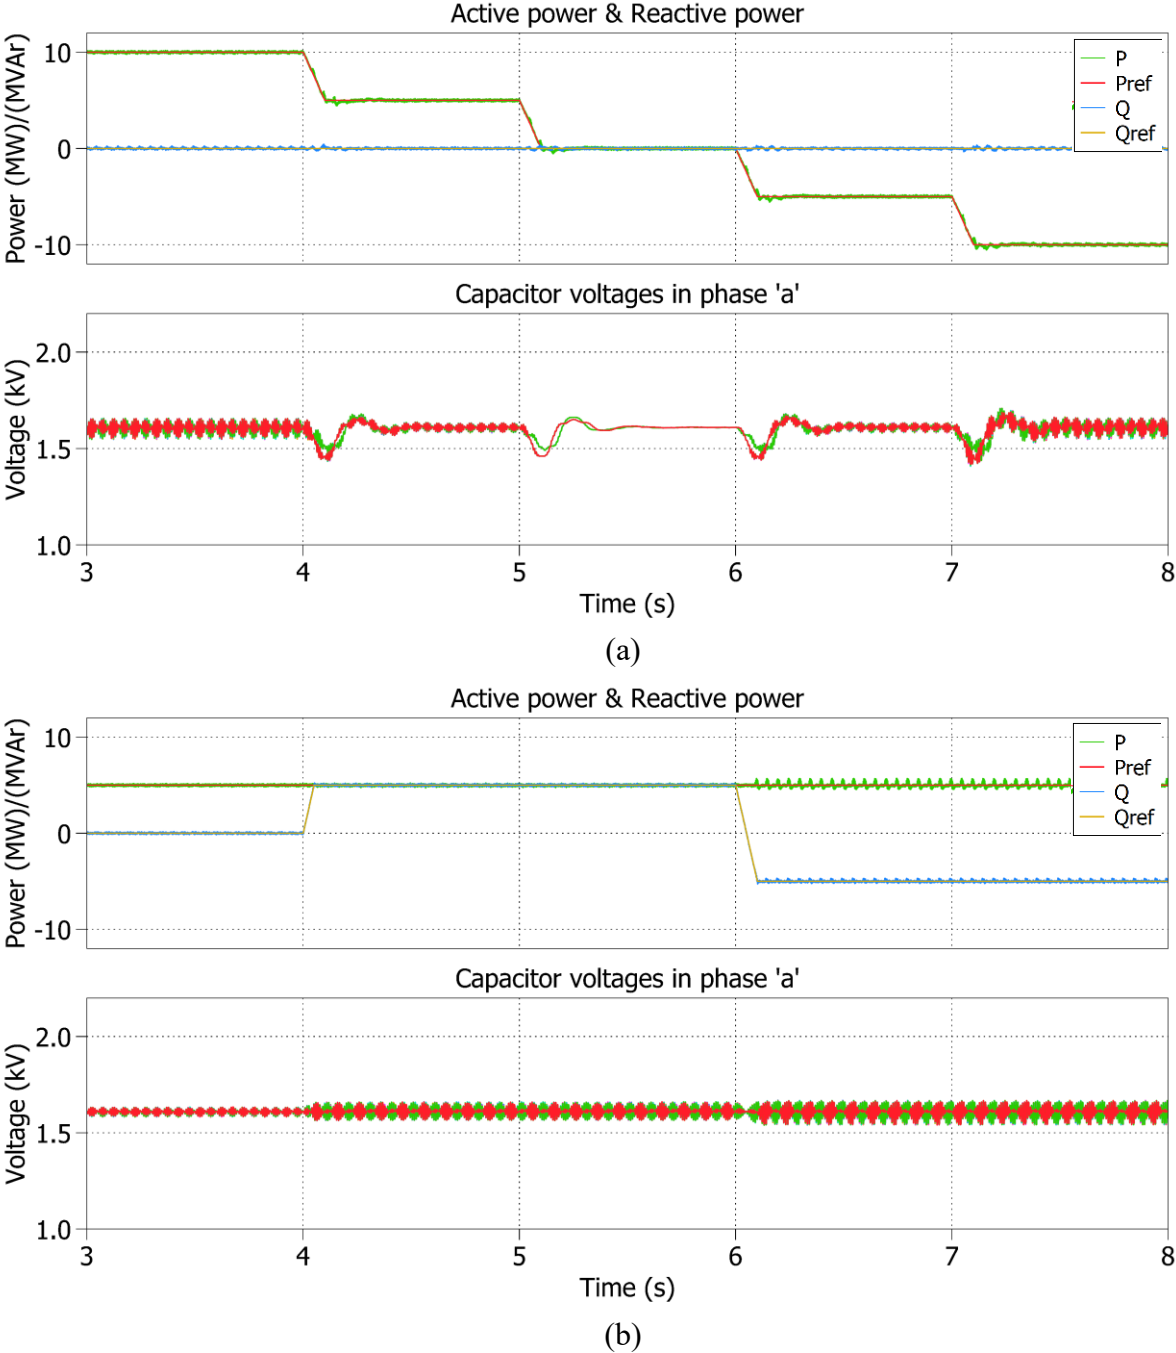 Active power & Reactive power
Power (MW)/(MVAr)
10
0
-10
P
Pref
Q
Qref
Capacitor voltages in phase 'a'
Voltage (kV)
2.0
1.5
1.0
3 4 5 6 7 8
Time (s)
(a)
Active power & Reactive power
Power (MW)/(MVAr)
10
0
-10
P
Pref
Q
Qref
Capacitor voltages in phase 'a'
Voltage (kV)
2.0
1.5
1.0
3 4 5 6 7 8
Time (s)
(b)